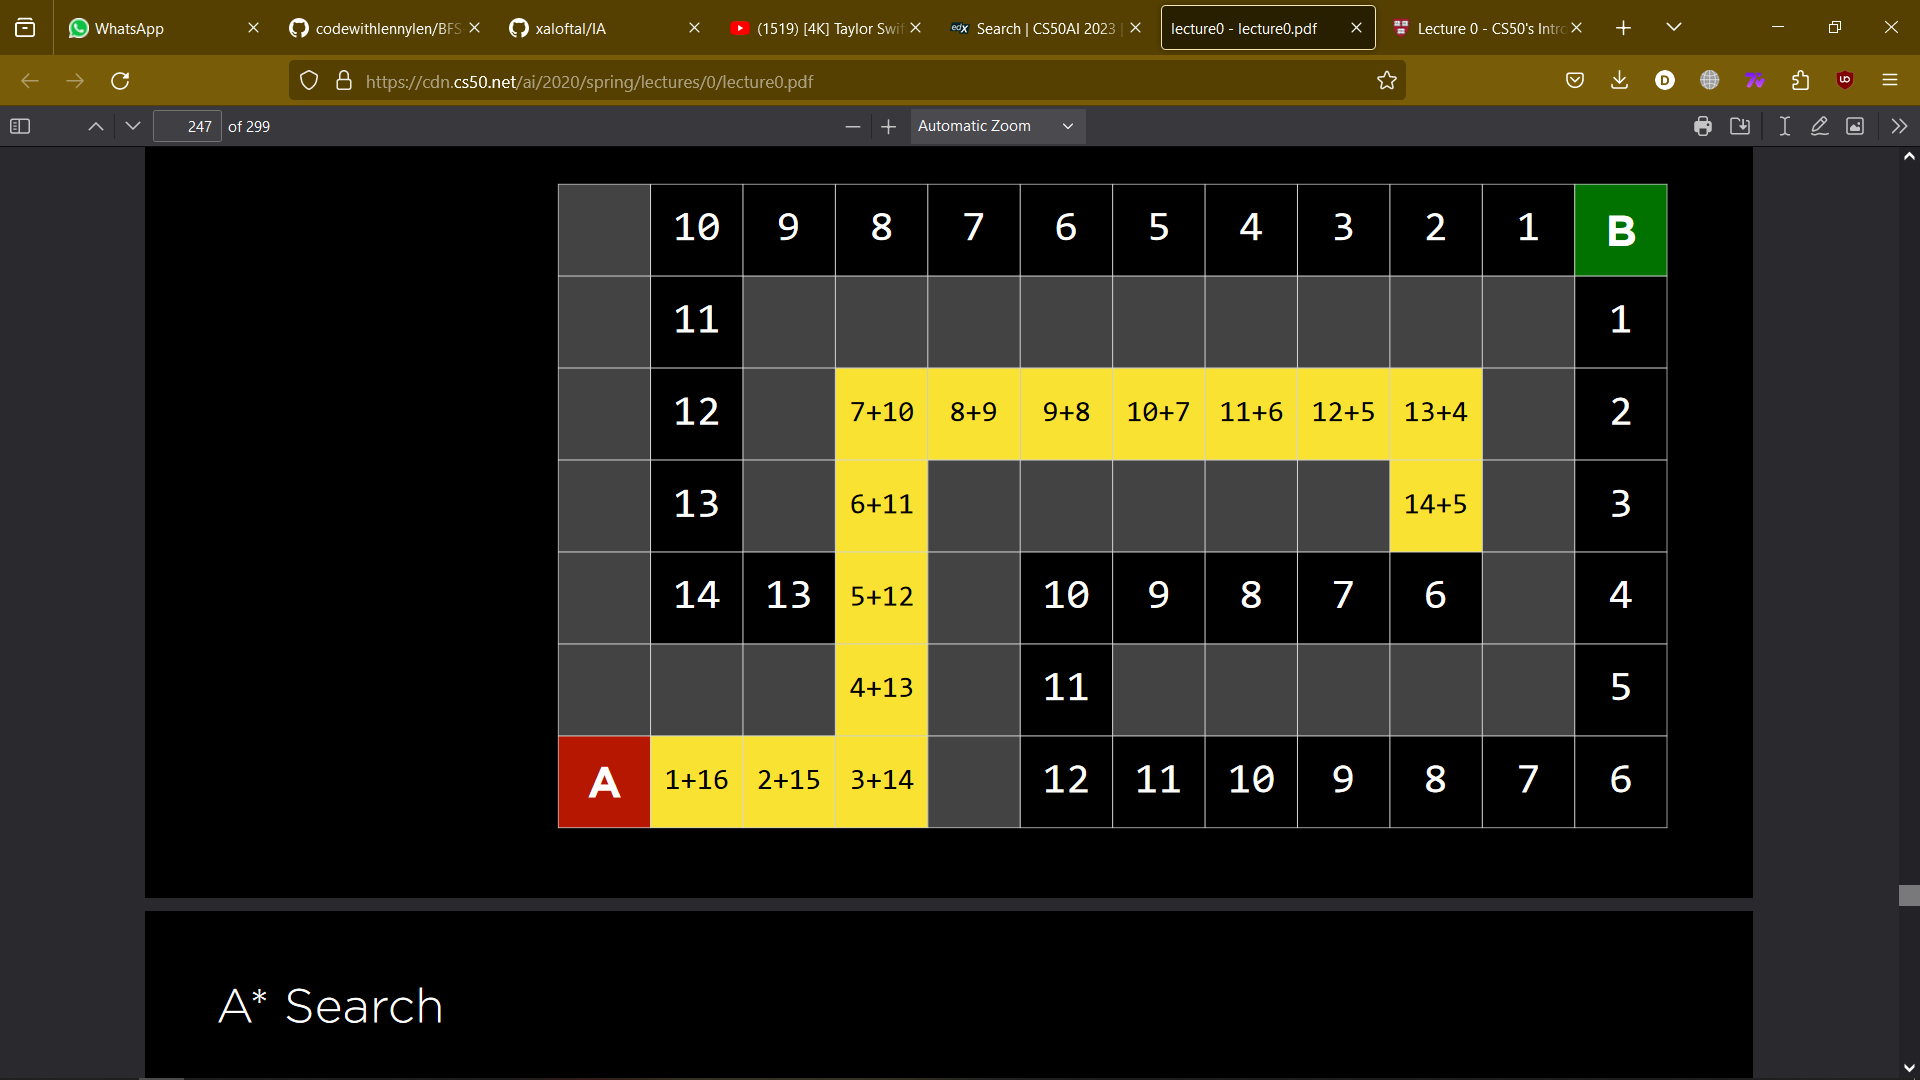 WhatsApp
codewithlennylen/BFS
xaloftal/IA
(1519) [4K] Taylor Swif
edX Search | CS50AI 2023 |
lecture0 - lecture0.pdf
Lecture 0 - CS50's Intro
https://cdn.cs50.net/ai/2020/spring/lectures/0/lecture0.pdf
247 of 299
Automatic Zoom
10 9 8 7 6 5 4 3 2 1 B
11 1
12 7+10 8+9 9+8 10+7 11+6 12+5 13+4 2
13 6+11 14+5 3
14 13 5+12 10 9 8 7 6 4
4+13 11 5
A 1+16 2+15 3+14 12 11 10 9 8 7 6
A* Search